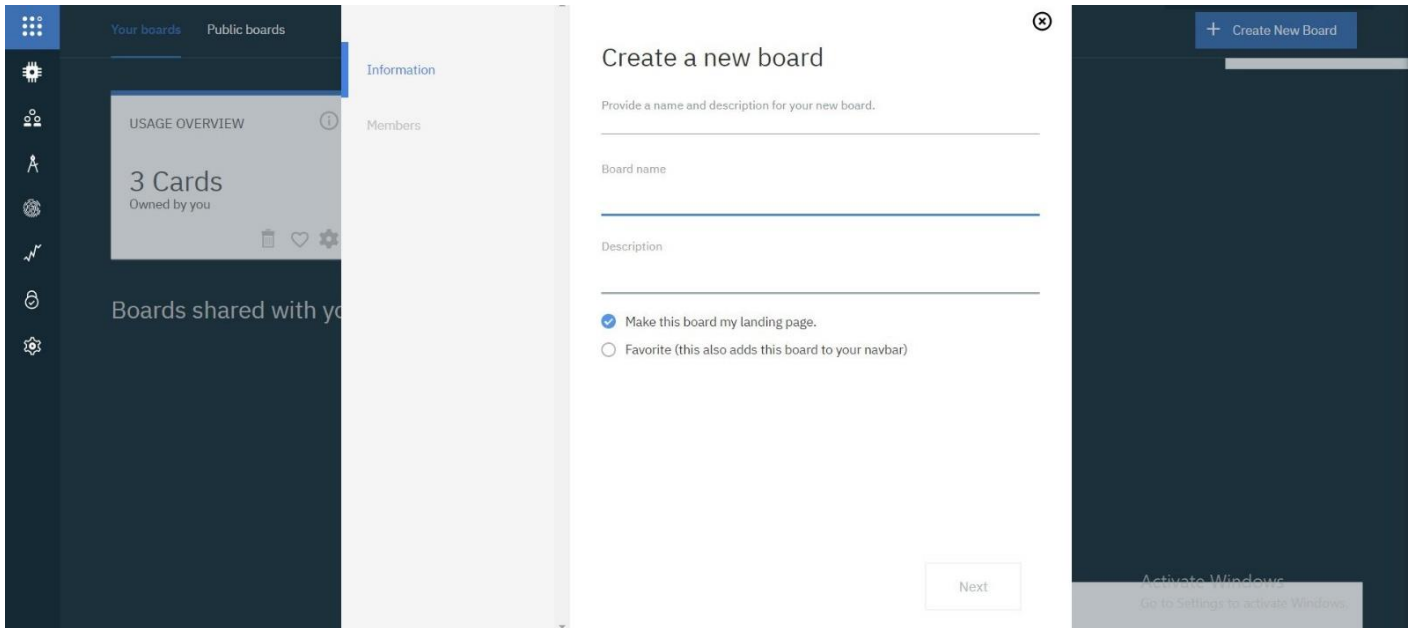 Your boards
Public boards
Create New Board
USAGE OVERVIEW
3 Cards
Owned by you
Boards shared with
Information
Members
Create a new board
Provide a name and description for your new board.
Board name
Description
Make this board my landing page.
Favorite (this also adds this board to your navbar)
Next
Activate Windows
Go to Settings to activate Windows.